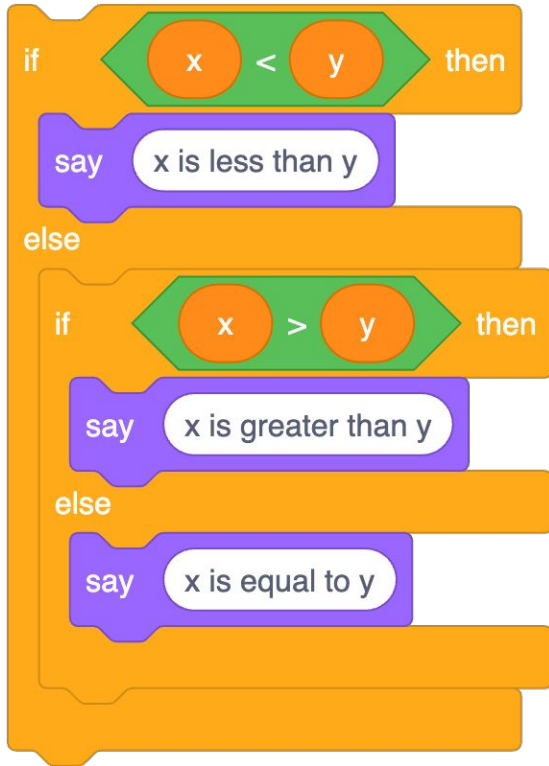 if x < y then
say x is less than y
else
if x > y then
say x is greater than y
else
say x is equal to y